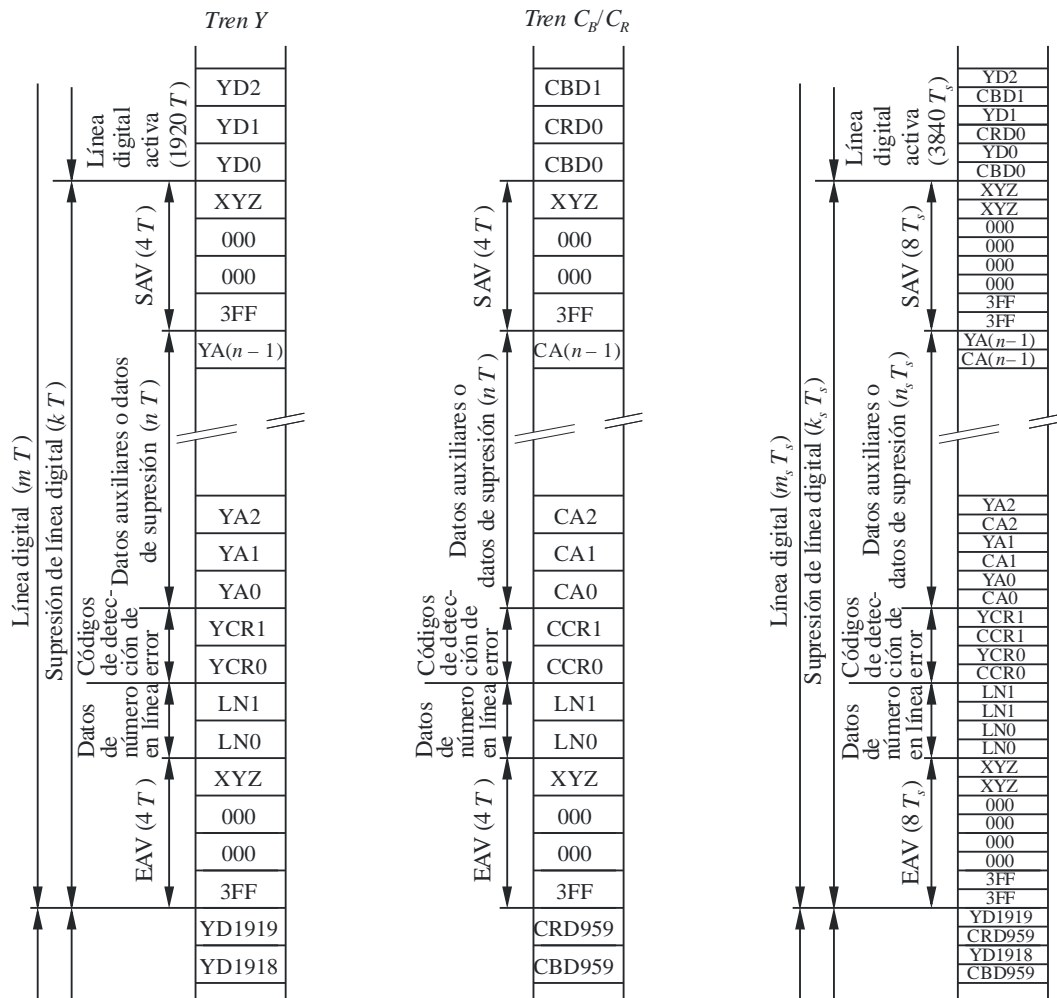 Tren Y
YD2
YD1
YD0
XYZ
000
000
3FF
YA(n – 1)
YA2
YA1
YA0
YCR1
YCR0
LN1
LN0
XYZ
000
000
3FF
YD1919
YD1918
Línea
digital
activa
(1920 T)
SAV (4 T)
Datos auxiliares o datos
de supresión (n T)
Códigos
de detec-
ción de
error
Datos
de
número
en línea
EAV (4 T)
Línea digital (m T)
Supresión de línea digital (k T)
Tren CB/CR
CBD1
CRD0
CBD0
XYZ
000
000
3FF
CA(n – 1)
CA2
CA1
CA0
CCR1
CCR0
LN1
LN0
XYZ
000
000
3FF
CRD959
CBD959
SAV (4 T)
Datos auxiliares o
datos de supresión (n T)
Códigos
de detec-
ción de
error
Datos
de
número
en línea
EAV (4 T)
YD2
CBD1
YD1
CRD0
YD0
CBD0
XYZ
XYZ
000
000
000
000
3FF
3FF
YA(n – 1)
CA(n – 1)
YA2
CA2
YA1
CA1
YA0
CA0
YCR1
CCR1
YCR0
CCR0
LN1
LN1
LN0
LN0
XYZ
XYZ
000
000
000
000
3FF
3FF
YD1919
CRD959
YD1918
CBD959
Línea
digital
activa
(3840 Ts)
SAV (8 Ts)
Datos auxiliares o
datos de supresión (ns Ts)
Códigos
de detec-
ción de
error
Datos
de
número
en línea
EAV (8 Ts)
Línea digital (ms Ts)
Supresión de línea digital (ks Ts)